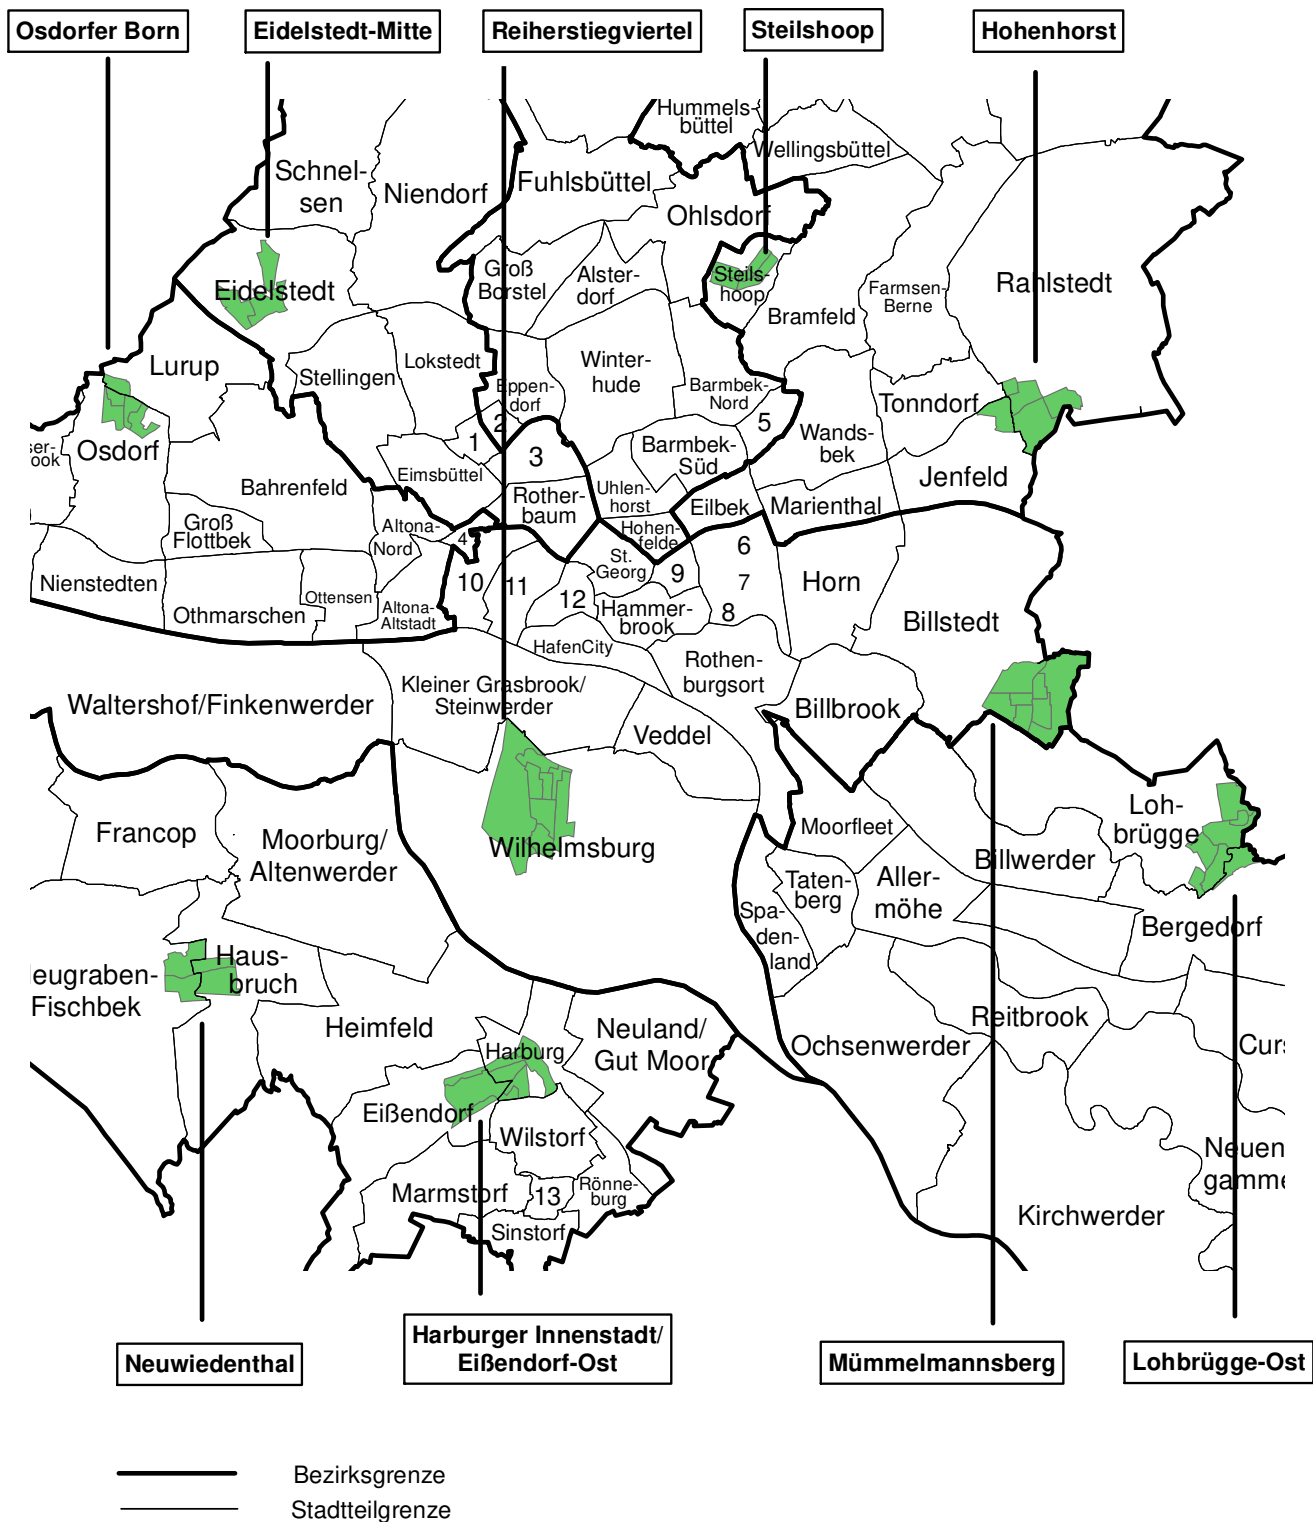 Osdorfer Born
Eidelstedt-Mitte
Reiherstiegviertel
Steilshoop
Hohenhorst
Hummels-
büttel
Wellingsbüttel
Schnel-
sen
Niendorf
Fuhlsbüttel
Ohlsdorf
Eidelstedt
Groß
Borstel
Alster-
dorf
Steils-
hoop
Bramfeld
Farmsen-
Berne
Rahlstedt
Lurup
Stellingen
Lokstedt
Eppen-
dorf
Winter-
hude
Barmbek-
Nord
5
Tonndorf
Wands-
bek
ser-
ook
Osdorf
1
2
3
Eimsbüttel
Barmbek-
Süd
Jenfeld
Bahrenfeld
Groß
Flottbek
Altona-
Nord
4
Rother-
baum
Uhlen-
horst
Hohen-
felde
Eilbek
Marienthal
Nienstedten
Othmarschen
Ottensen
Altona-
Altstadt
10
11
12
St.
Georg
9
6
7
8
Hammer-
brook
Horn
Billstedt
HafenCity
Rothen-
burgsort
Billbrook
Waltershof/Finkenwerder
Kleiner Grasbrook/
Steinwerder
Veddel
Francop
Moorburg/
Altenwerder
Wilhelmsburg
Moorfleet
Loh-
brügge
Billwerder
Taten-
berg
Aller-
möhe
Spa-
den-
land
Bergedorf
eugraben-
Fischbek
Haus-
bruch
Heimfeld
Harburg
Neuland/
Gut Moor
Ochsenwerder
Reitbrook
Curs
Eißendorf
Wilstorf
Marmstorf
13
Rönne-
burg
Sinstorf
Neuen
gamme
Kirchwerder
Neuwiedenthal
Harburger Innenstadt/
Eißendorf-Ost
Mümmelmannsberg
Lohbrügge-Ost
Bezirksgrenze
Stadtteilgrenze